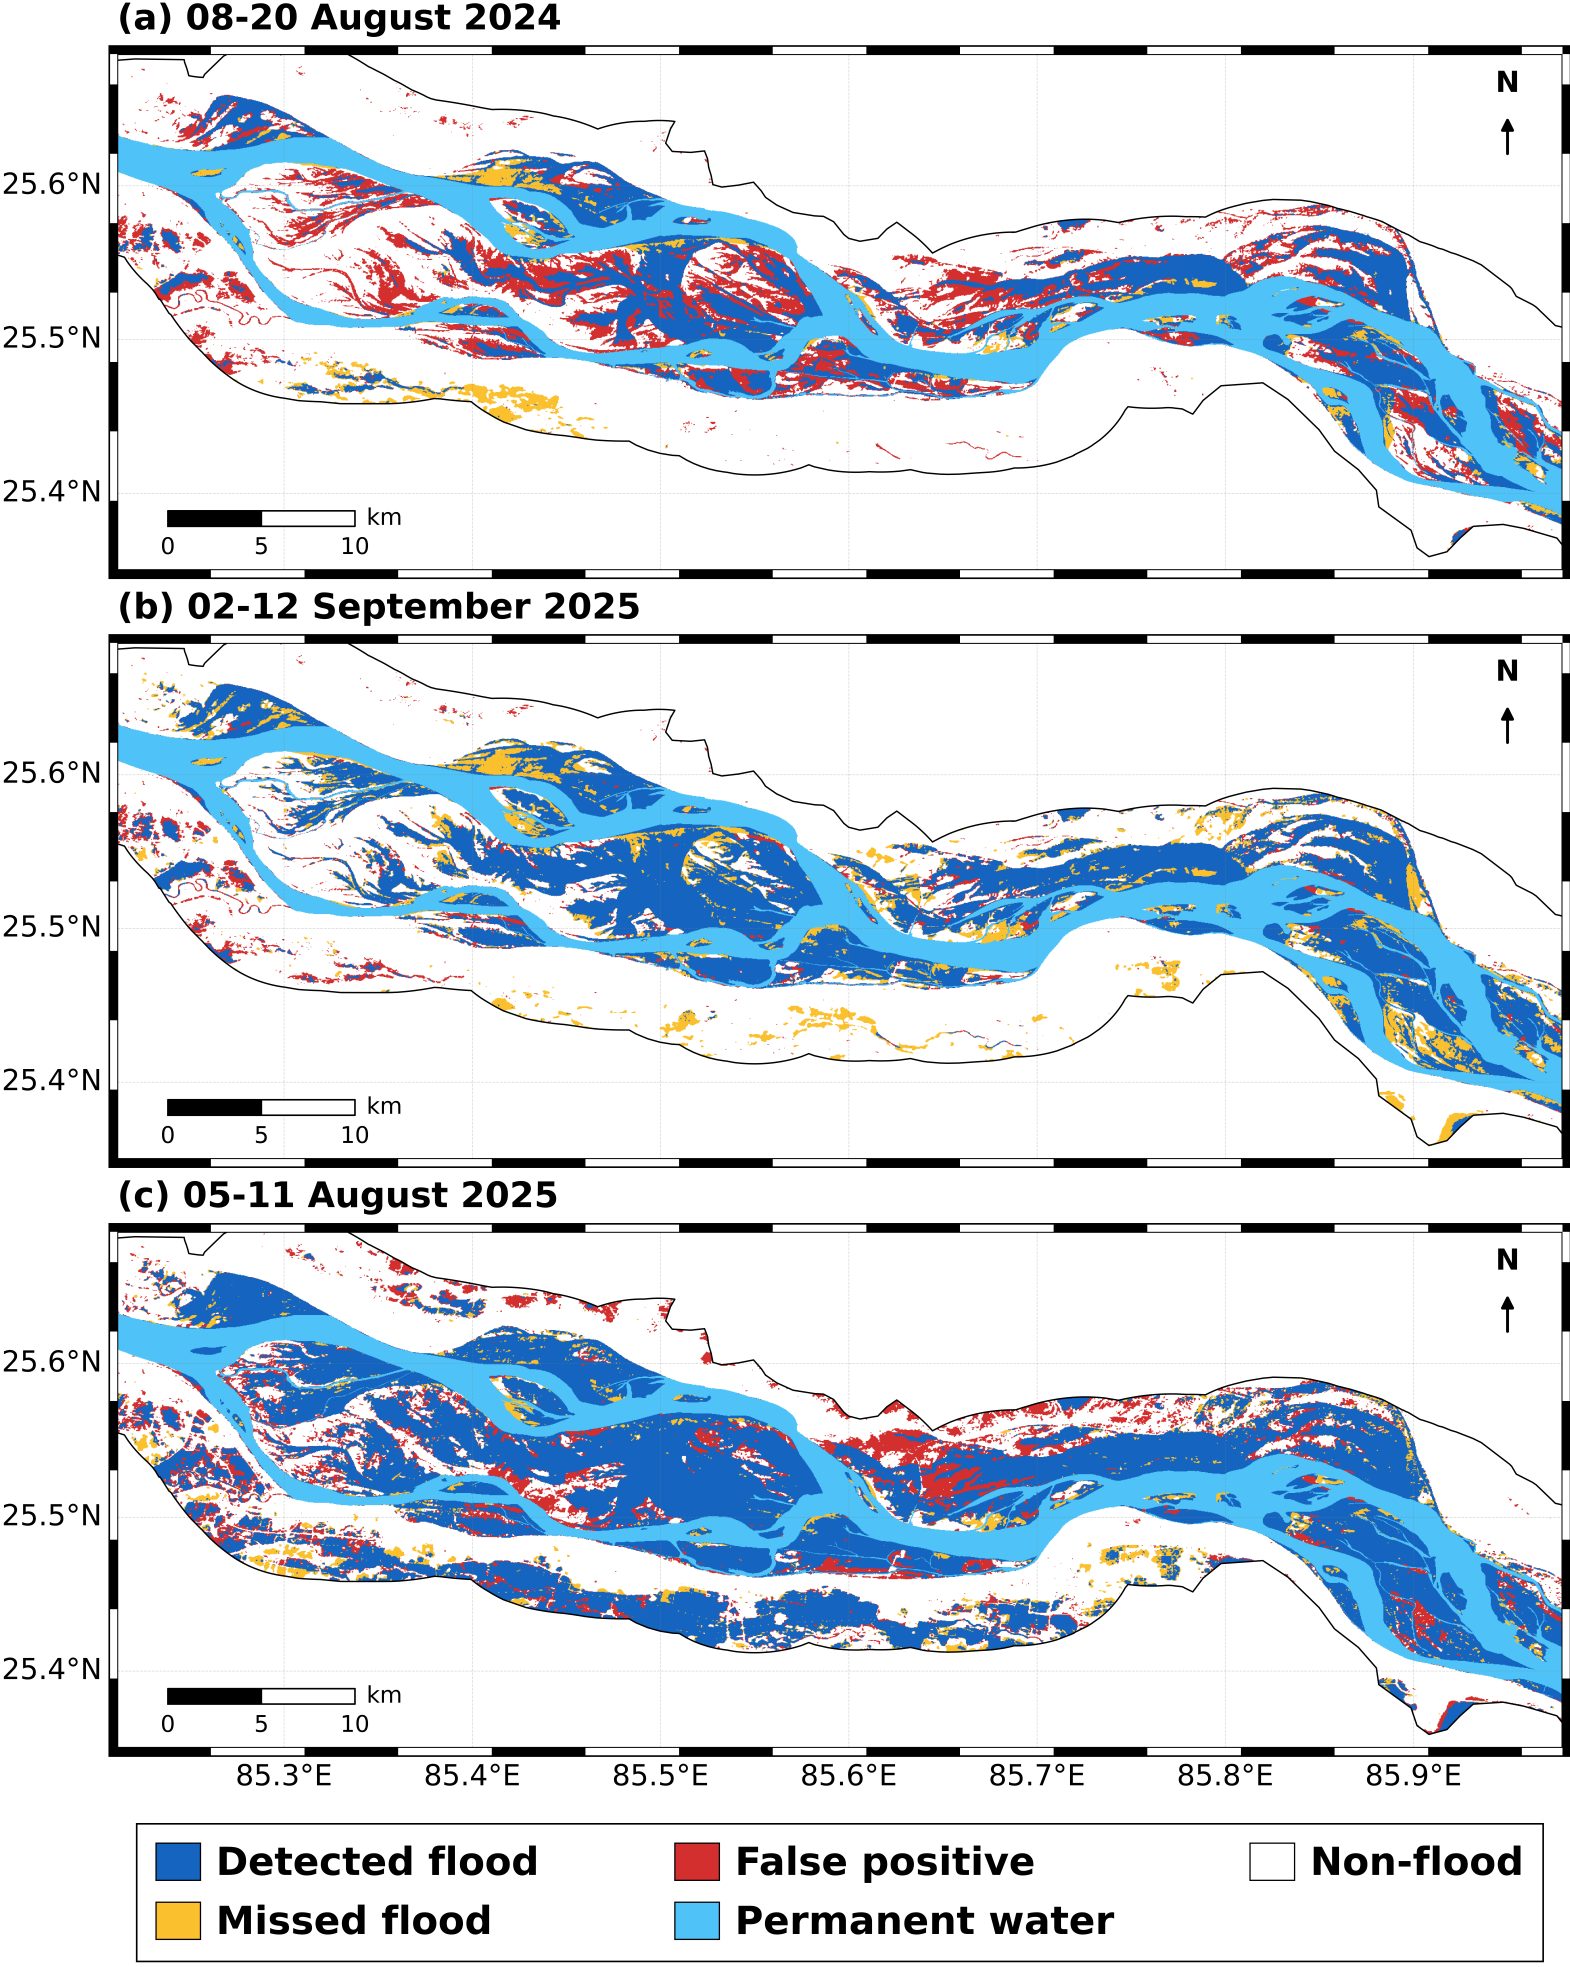 (a) 08-20 August 2024
N
25.6°N
25.5°N
25.4°N
km
0 5 10
(b) 02-12 September 2025
N
25.6°N
25.5°N
25.4°N
km
0 5 10
(c) 05-11 August 2025
N
25.6°N
25.5°N
25.4°N
km
0 5 10
85.3°E 85.4°E 85.5°E 85.6°E 85.7°E 85.8°E 85.9°E
Detected flood False positive Non-flood
Missed flood Permanent water